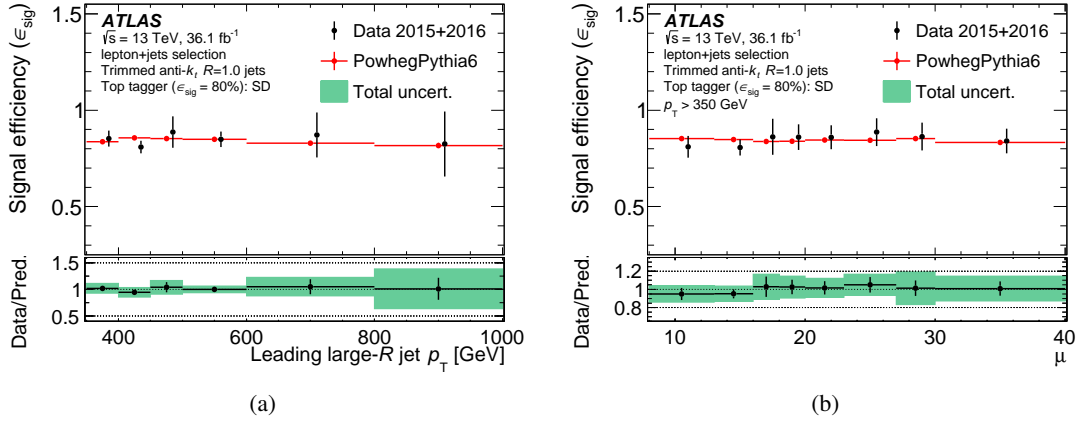 ATLAS
√s = 13 TeV, 36.1 fb⁻¹
lepton+jets selection
Trimmed anti-kₜ R=1.0 jets
Top tagger (ϵsig = 80%): SD
Data 2015+2016
PowhegPythia6
Total uncert.
Signal efficiency (ϵsig)
1.5
1
0.5
Data/Pred.
1.5
1
0.5
400 500 600 700 800 900 1000
Leading large-R jet pT [GeV]
(a)
ATLAS
√s = 13 TeV, 36.1 fb⁻¹
lepton+jets selection
Trimmed anti-kₜ R=1.0 jets
Top tagger (ϵsig = 80%): SD
pT > 350 GeV
Data 2015+2016
PowhegPythia6
Total uncert.
Signal efficiency (ϵsig)
1.5
1
0.5
Data/Pred.
1.2
1
0.8
10 20 30 40
μ
(b)